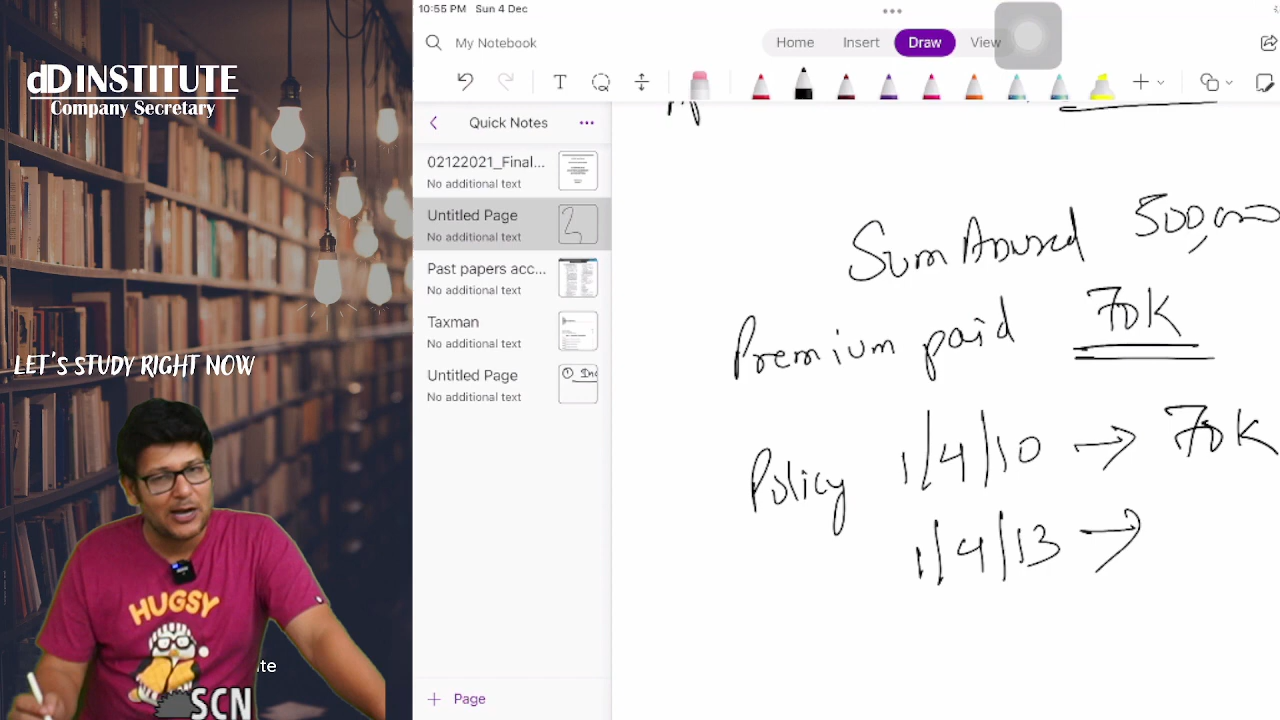 10:55 PM Sun 4 Dec
dD INSTITUTE
Company Secretary
LET'S STUDY RIGHT NOW
HUGSY
ite
SCN
My Notebook
Home Insert Draw View
T
Quick Notes
02122021_Final...
No additional text
Untitled Page
No additional text
Past papers acc...
No additional text
Taxman
No additional text
Untitled Page
No additional text
+ Page
Sum Assured 500,000
Premium paid 70K
Policy 1/4/10 → 70K
1/4/13 →